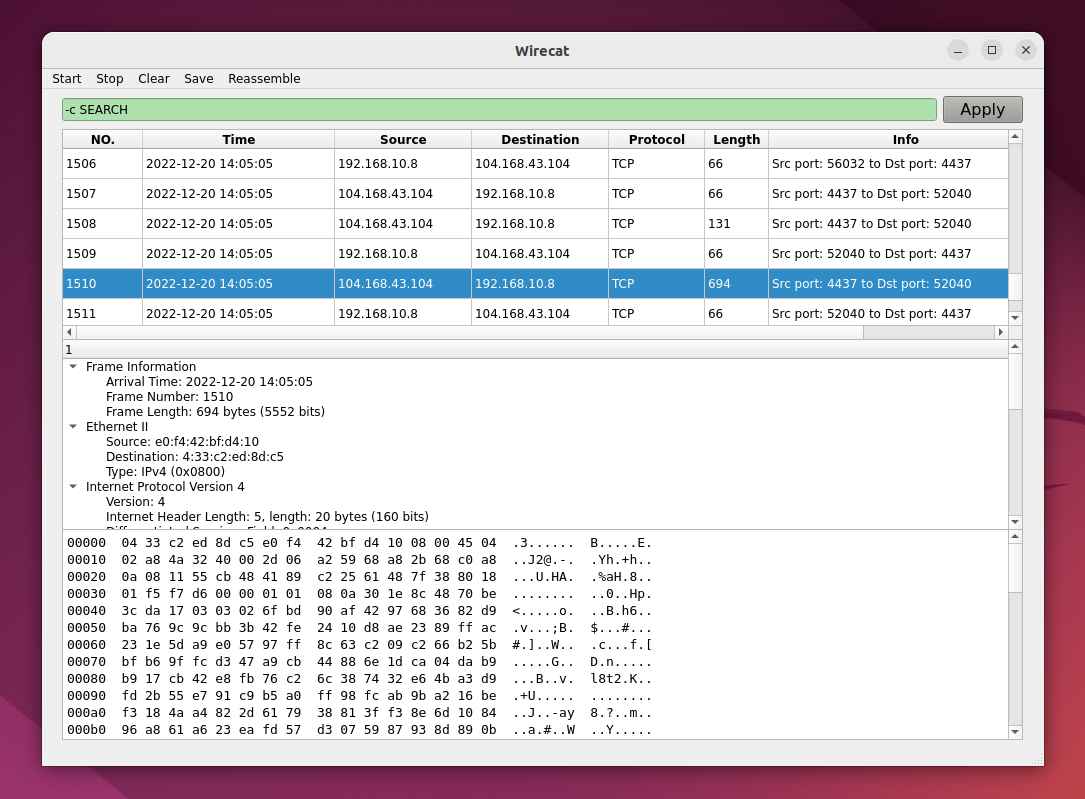 Wirecat
Start Stop Clear Save Reassemble
-c SEARCH Apply
NO. Time Source Destination Protocol Length Info
1506 2022-12-20 14:05:05 192.168.10.8 104.168.43.104 TCP 66 Src port: 56032 to Dst port: 4437
1507 2022-12-20 14:05:05 104.168.43.104 192.168.10.8 TCP 66 Src port: 4437 to Dst port: 52040
1508 2022-12-20 14:05:05 104.168.43.104 192.168.10.8 TCP 131 Src port: 4437 to Dst port: 52040
1509 2022-12-20 14:05:05 192.168.10.8 104.168.43.104 TCP 66 Src port: 52040 to Dst port: 4437
1510 2022-12-20 14:05:05 104.168.43.104 192.168.10.8 TCP 694 Src port: 4437 to Dst port: 52040
1511 2022-12-20 14:05:05 192.168.10.8 104.168.43.104 TCP 66 Src port: 52040 to Dst port: 4437
1
Frame Information
Arrival Time: 2022-12-20 14:05:05
Frame Number: 1510
Frame Length: 694 bytes (5552 bits)
Ethernet II
Source: e0:f4:42:bf:d4:10
Destination: 4:33:c2:ed:8d:c5
Type: IPv4 (0x0800)
Internet Protocol Version 4
Version: 4
Internet Header Length: 5, length: 20 bytes (160 bits)
00000 04 33 c2 ed 8d c5 e0 f4 42 bf d4 10 08 00 45 04 .3...... B.....E.
00010 02 a8 4a 32 40 00 2d 06 a2 59 68 a8 2b 68 c0 a8 ..J2@.-. .Yh.+h..
00020 0a 08 11 55 cb 48 41 89 c2 25 61 48 7f 38 80 18 ...U.HA. .%aH.8..
00030 01 f5 f7 d6 00 00 01 01 08 0a 30 1e 8c 48 70 be ........ ..0..Hp.
00040 3c da 17 03 03 02 6f bd 90 af 42 97 68 36 82 d9 <.....o. ..B.h6..
00050 ba 76 9c 9c bb 3b 42 fe 24 10 d8 ae 23 89 ff ac .v...;B. $...#...
00060 23 1e 5d a9 e0 57 97 ff 8c 63 c2 09 c2 66 b2 5b #.]..W.. .c...f.[
00070 bf b6 9f fc d3 47 a9 cb 44 88 6e 1d ca 04 da b9 .....G.. D.n.....
00080 b9 17 cb 42 e8 fb 76 c2 6c 38 74 32 e6 4b a3 d9 ...B..v. l8t2.K..
00090 fd 2b 55 e7 91 c9 b5 a0 ff 98 fc ab 9b a2 16 be .+U..... ........
000a0 f3 18 4a a4 82 2d 61 79 38 81 3f f3 8e 6d 10 84 ..J..-ay 8.?..m..
000b0 96 a8 61 a6 23 ea fd 57 d3 07 59 87 93 8d 89 0b ..a.#..W ..Y.....